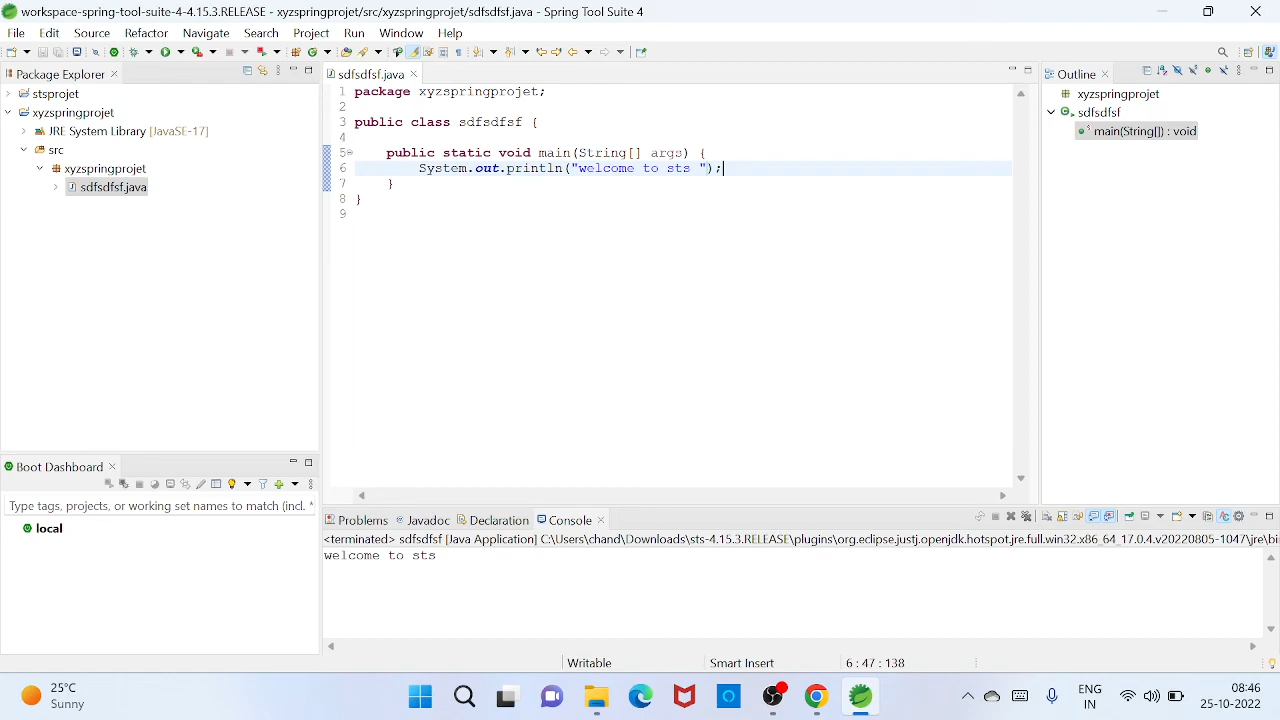 workspace-spring-tool-suite-4-4.15.3.RELEASE - xyzspringprojet/src/xyzspringprojet/sdfsdfsf.java - Spring Tool Suite 4
File Edit Source Refactor Navigate Search Project Run Window Help
Package Explorer
stsprojet
xyzspringprojet
JRE System Library [JavaSE-17]
src
xyzspringprojet
sdfsdfsf.java
sdfsdfsf.java
1 package xyzspringprojet;
2
3 public class sdfsdfsf {
4
5 public static void main(String[] args) {
6 System.out.println("welcome to sts ");
7 }
8 }
9
Outline
xyzspringprojet
sdfsdfsf
main(String[]) : void
Boot Dashboard
Type tags, projects, or working set names to match (incl. *
local
Problems Javadoc Declaration Console
<terminated> sdfsdfsf [Java Application] C:\Users\chand\Downloads\sts-4.15.3.RELEASE\plugins\org.eclipse.justj.openjdk.hotspot.jre.full.win32.x86_64_17.0.4.v20220805-1047\jre\bin
welcome to sts
Writable Smart Insert 6 : 47 : 138
25°C
Sunny
ENG
IN
08:46
25-10-2022